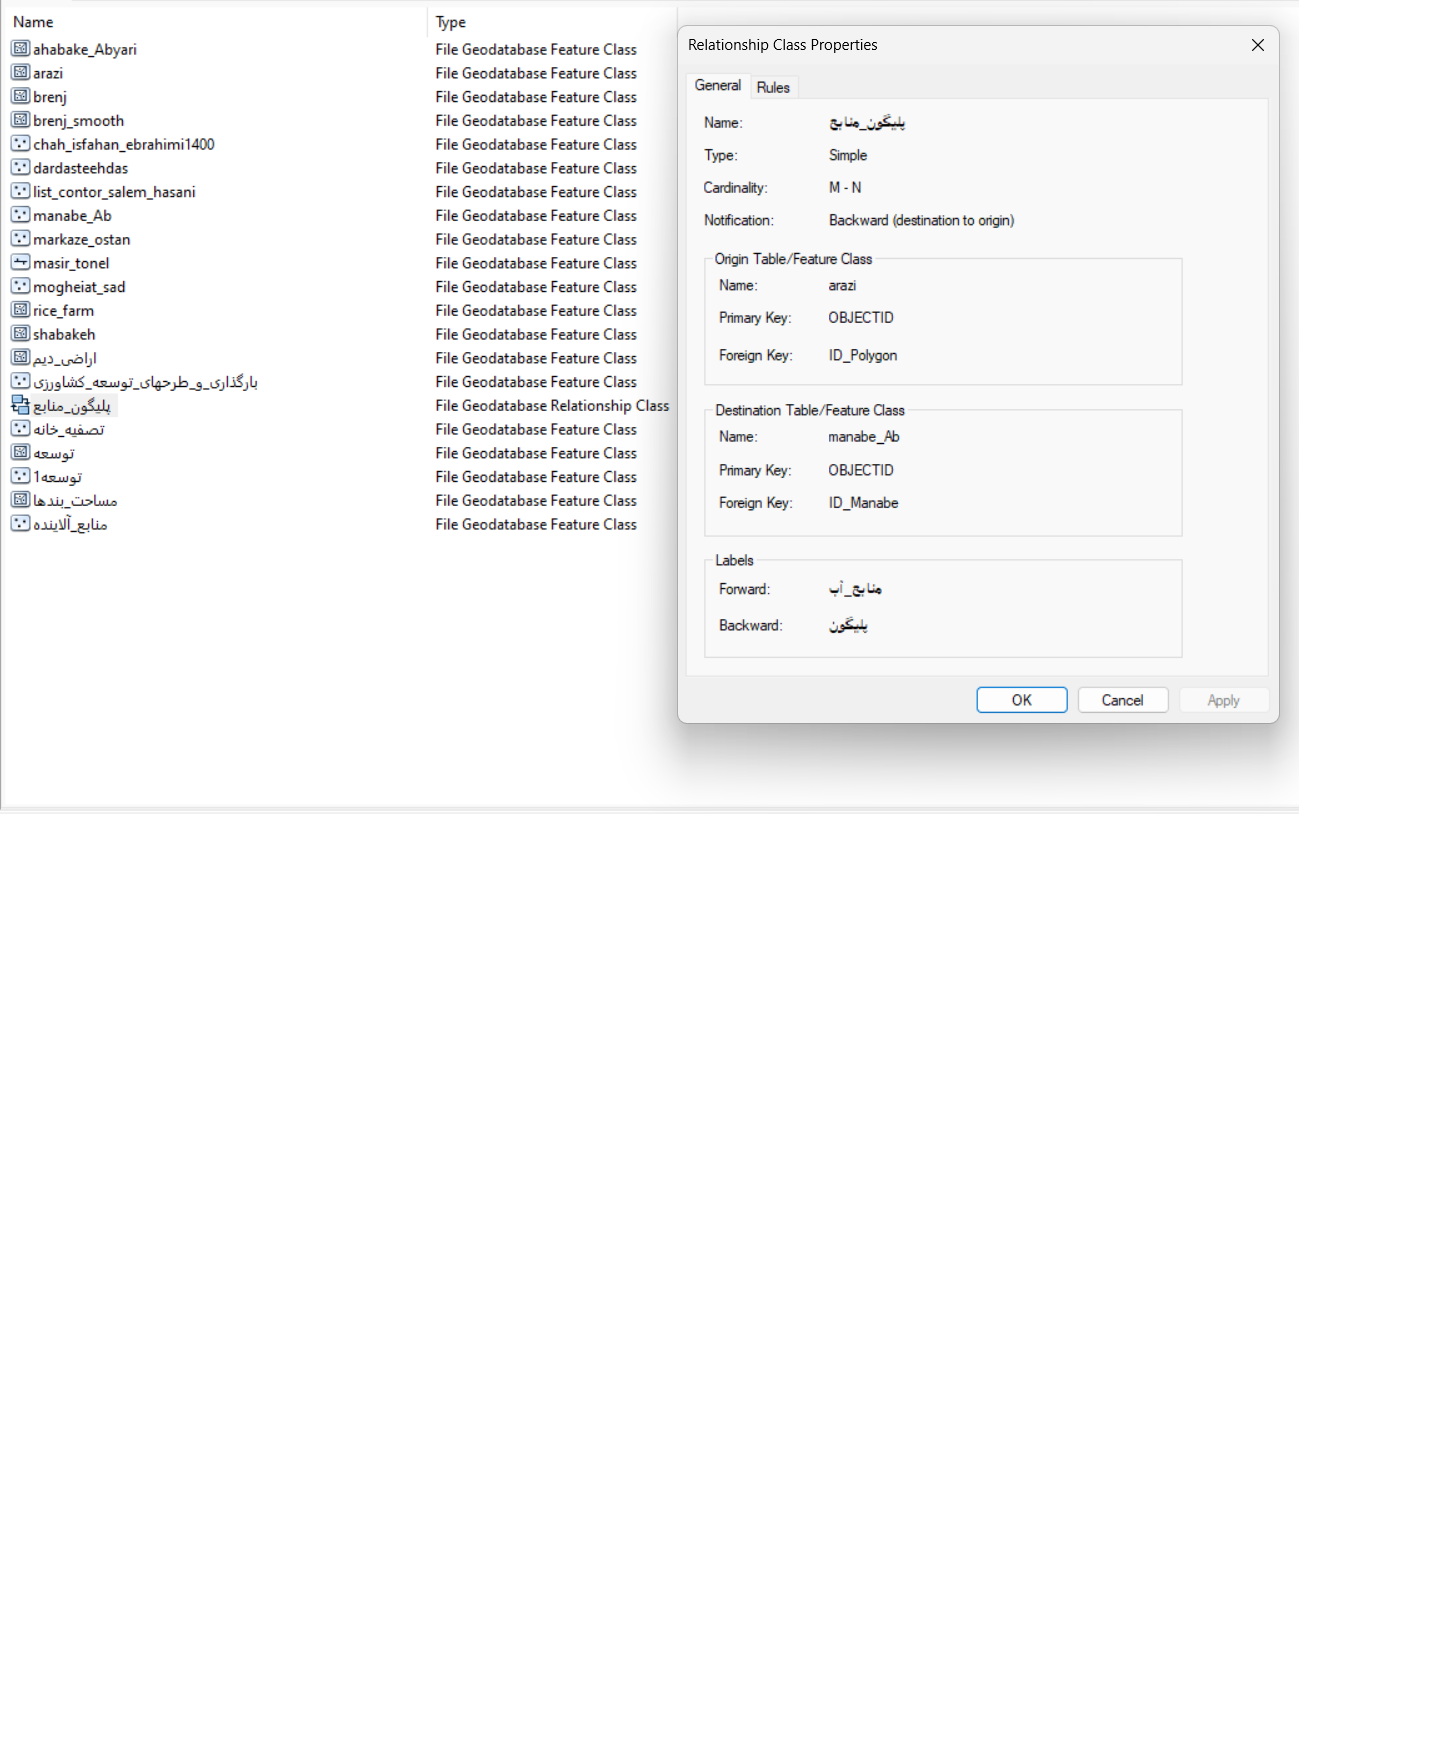 Name Type
ahabake_Abyari File Geodatabase Feature Class
arazi File Geodatabase Feature Class
brenj File Geodatabase Feature Class
brenj_smooth File Geodatabase Feature Class
chah_isfahan_ebrahimi1400 File Geodatabase Feature Class
dardasteehdas File Geodatabase Feature Class
list_contor_salem_hasani File Geodatabase Feature Class
manabe_Ab File Geodatabase Feature Class
markaze_ostan File Geodatabase Feature Class
masir_tonel File Geodatabase Feature Class
mogheiat_sad File Geodatabase Feature Class
rice_farm File Geodatabase Feature Class
shabakeh File Geodatabase Feature Class
اراضی_دیم File Geodatabase Feature Class
بارگذاری_و_طرحهای_توسعه_کشاورزی File Geodatabase Feature Class
پلیگون_منابع File Geodatabase Relationship Class
تصفیه_خانه File Geodatabase Feature Class
توسعه File Geodatabase Feature Class
توسعه1 File Geodatabase Feature Class
مساحت_بندها File Geodatabase Feature Class
منابع_آلاینده File Geodatabase Feature Class
Relationship Class Properties
General Rules
Name: پلیگون_منابع
Type: Simple
Cardinality: M - N
Notification: Backward (destination to origin)
Origin Table/Feature Class
Name: arazi
Primary Key: OBJECTID
Foreign Key: ID_Polygon
Destination Table/Feature Class
Name: manabe_Ab
Primary Key: OBJECTID
Foreign Key: ID_Manabe
Labels
Forward: منابع_آب
Backward: پلیگون
OK Cancel Apply